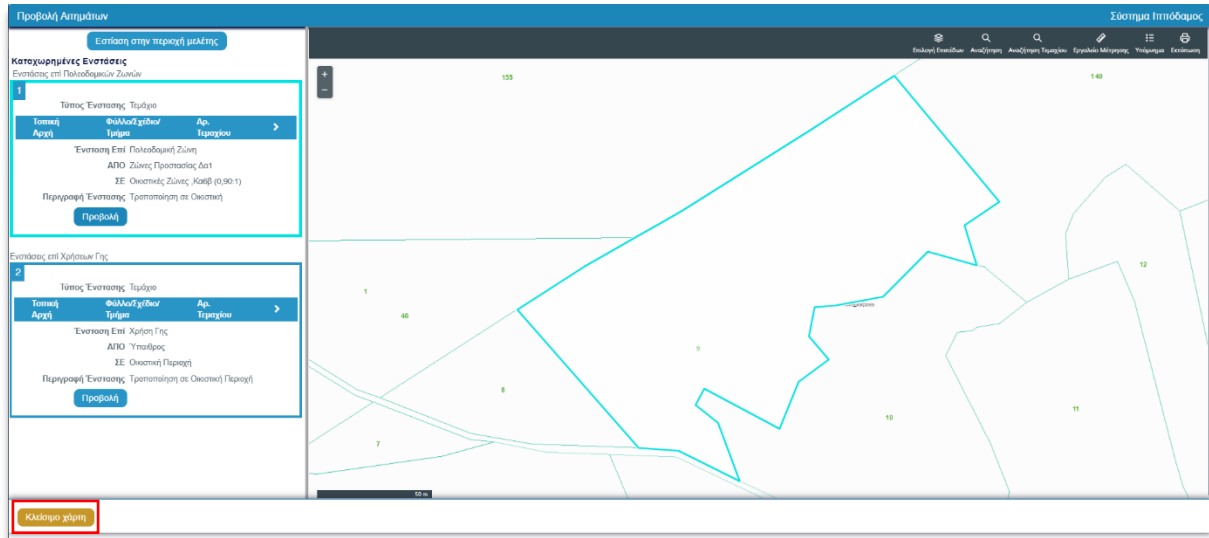 Προβολή Αιτημάτων
Σύστημα Ιππόδαμος
Εστίαση στην περιοχή μελέτης
Επιλογή Επιπέδων Αναζήτηση Αναζήτηση Τεμαχίου Εργαλείο Μέτρησης Υπόμνημα Εκτύπωση
Καταχωρημένες Ενστάσεις
Ενστάσεις επί Πολεοδομικών Ζωνών
1
Τύπος Ένστασης Τεμάχιο
Τοπική Αρχή
Φύλλο/Σχέδιο/ Τμήμα
Αρ. Τεμαχίου
Ένσταση Επί Πολεοδομική Ζώνη
ΑΠΟ Ζώνες Προστασίας Δα1
ΣΕ Οικιστικές Ζώνες ,Κα6β (0,90:1)
Περιγραφή Ένστασης Τροποποίηση σε Οικιστική
Προβολή
Ενστάσεις επί Χρήσεων Γης
2
Τύπος Ένστασης Τεμάχιο
Τοπική Αρχή
Φύλλο/Σχέδιο/ Τμήμα
Αρ. Τεμαχίου
Ένσταση Επί Χρήση Γης
ΑΠΟ Ύπαιθρος
ΣΕ Οικιστική Περιοχή
Περιγραφή Ένστασης Τροποποίηση σε Οικιστική Περιοχή
Προβολή
+
−
155
140
12
1
46
9
8
10
11
7
50 m
Κλείσιμο χάρτη